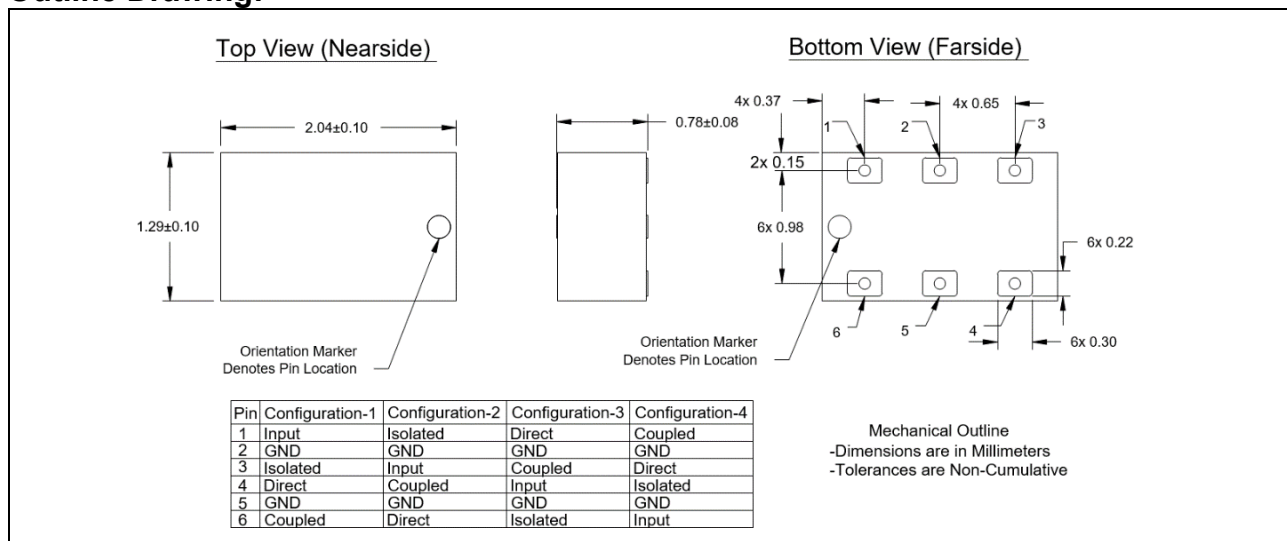 Outline Drawing:
Top View (Nearside)
Bottom View (Farside)
2.04±0.10
1.29±0.10
Orientation Marker
Denotes Pin Location
0.78±0.08
4x 0.37
4x 0.65
1
2
3
2x 0.15
6x 0.98
6x 0.22
6
5
4
6x 0.30
Orientation Marker
Denotes Pin Location
Pin Configuration-1 Configuration-2 Configuration-3 Configuration-4
1 Input Isolated Direct Coupled
2 GND GND GND GND
3 Isolated Input Coupled Direct
4 Direct Coupled Input Isolated
5 GND GND GND GND
6 Coupled Direct Isolated Input
Mechanical Outline
-Dimensions are in Millimeters
-Tolerances are Non-Cumulative